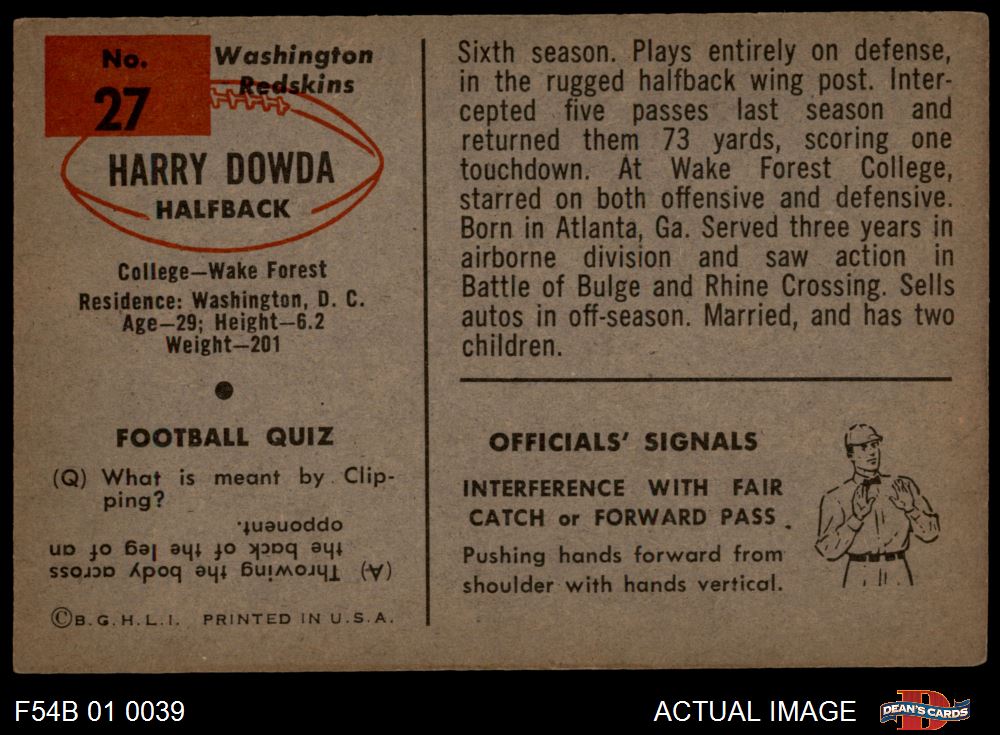 No.
27
Washington
Redskins
HARRY DOWDA
HALFBACK
College—Wake Forest
Residence: Washington, D. C.
Age—29; Height—6.2
Weight—201
FOOTBALL QUIZ
(Q) What is meant by Clip-
ping?
(A) Throwing the body across
the back of the leg of an
opponent.
©B.G.H.L.I. PRINTED IN U.S.A.
Sixth season. Plays entirely on defense,
in the rugged halfback wing post. Inter-
cepted five passes last season and
returned them 73 yards, scoring one
touchdown. At Wake Forest College,
starred on both offensive and defensive.
Born in Atlanta, Ga. Served three years in
airborne division and saw action in
Battle of Bulge and Rhine Crossing. Sells
autos in off-season. Married, and has two
children.
OFFICIALS' SIGNALS
INTERFERENCE WITH FAIR
CATCH or FORWARD PASS.
Pushing hands forward from
shoulder with hands vertical.
F54B 01 0039
ACTUAL IMAGE
D
DEAN'S CARDS